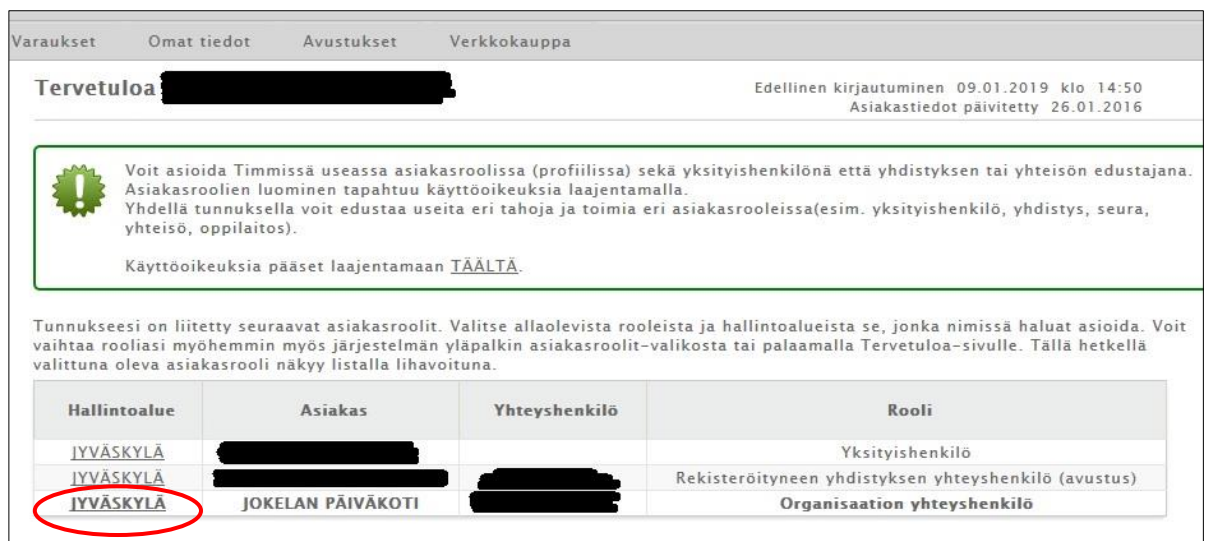 Varaukset Omat tiedot Avustukset Verkkokauppa
Tervetuloa
Edellinen kirjautuminen 09.01.2019 klo 14:50
Asiakastiedot päivitetty 26.01.2016
Voit asioida Timmissä useassa asiakasroolissa (profiilissa) sekä yksityishenkilönä että yhdistyksen tai yhteisön edustajana.
Asiakasroolien luominen tapahtuu käyttöoikeuksia laajentamalla.
Yhdellä tunnuksella voit edustaa useita eri tahoja ja toimia eri asiakasrooleissa(esim. yksityishenkilö, yhdistys, seura,
yhteisö, oppilaitos).
Käyttöoikeuksia pääset laajentamaan TÄÄLTÄ.
Tunnukseesi on liitetty seuraavat asiakasroolit. Valitse allaolevista rooleista ja hallintoalueista se, jonka nimissä haluat asioida. Voit
vaihtaa rooliasi myöhemmin myös järjestelmän yläpalkin asiakasroolit-valikosta tai palaamalla Tervetuloa-sivulle. Tällä hetkellä
valittuna oleva asiakasrooli näkyy listalla lihavoituna.
Hallintoalue Asiakas Yhteyshenkilö Rooli
JYVÄSKYLÄ Yksityishenkilö
JYVÄSKYLÄ Rekisteröityneen yhdistyksen yhteyshenkilö (avustus)
JYVÄSKYLÄ JOKELAN PÄIVÄKOTI Organisaation yhteyshenkilö